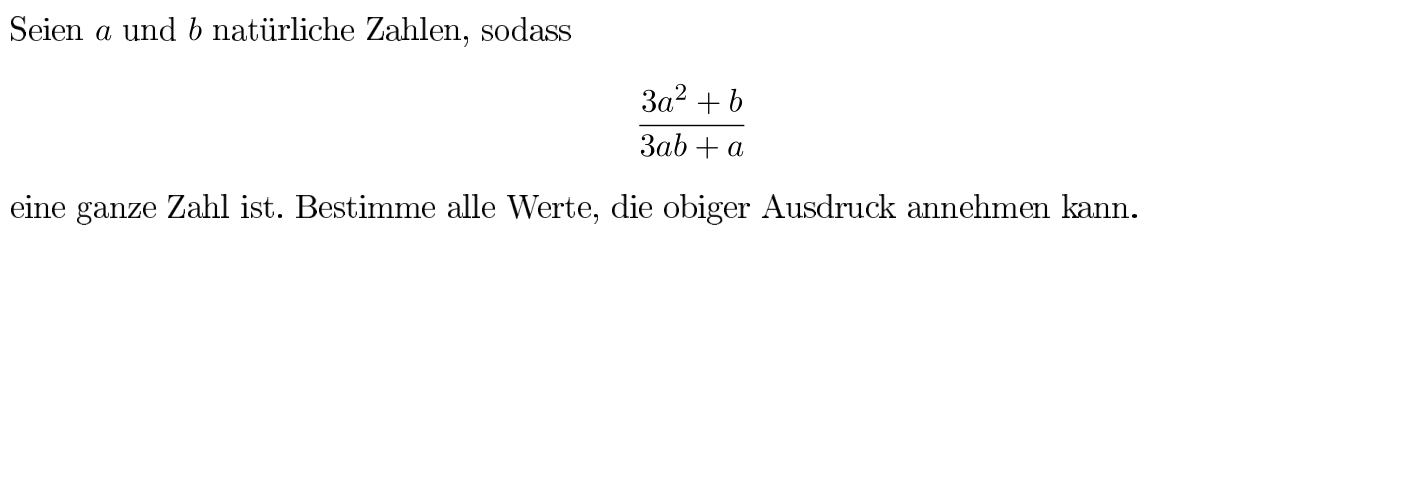 Seien a und b natürliche Zahlen, sodass
\frac{3a^2 + b}{3ab + a}
eine ganze Zahl ist. Bestimme alle Werte, die obiger Ausdruck annehmen kann.